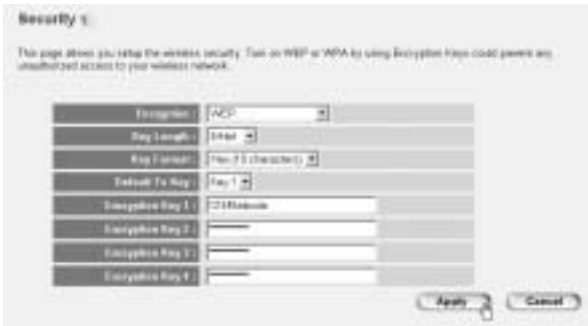 Security
This page allows you setup the wireless security. Turn on WEP or WPA by using Encryption Keys could prevent any
unauthorized access to your wireless network.
Encryption : WEP
Key Length : 64-bit
Key Format : Hex (10 characters)
Default Tx Key : Key 1
Encryption Key 1 :
Encryption Key 2 : **********
Encryption Key 3 : **********
Encryption Key 4 : **********
Apply Cancel